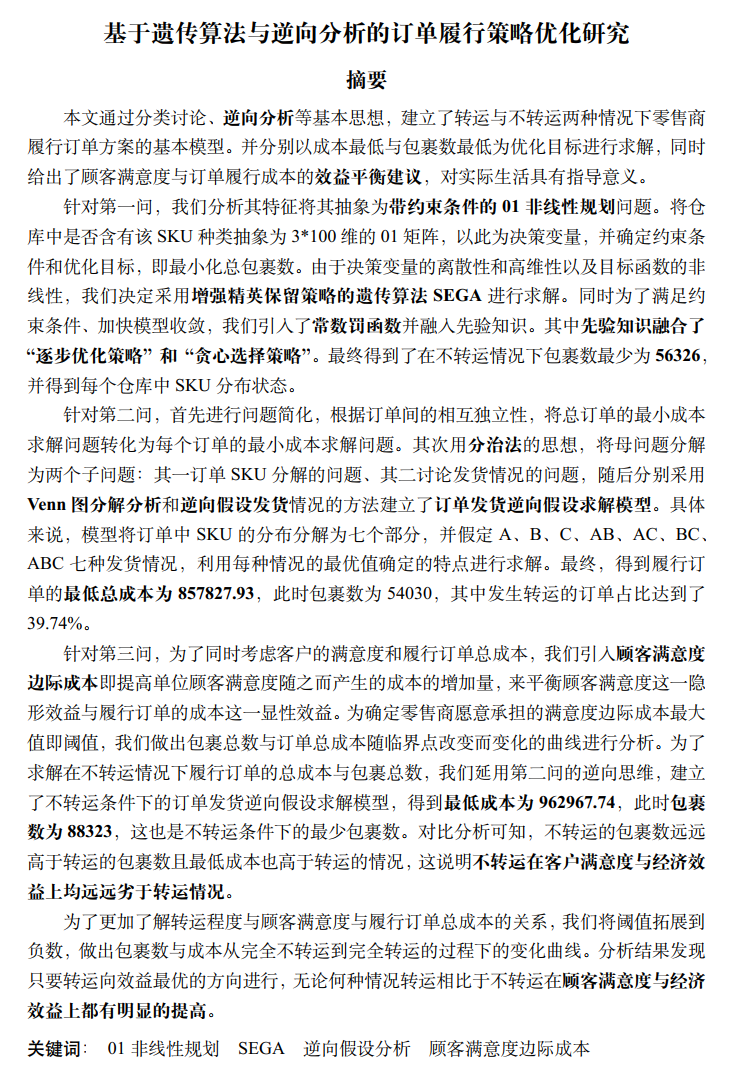 基于遗传算法与逆向分析的订单履行策略优化研究
摘要
本文通过分类讨论、逆向分析等基本思想，建立了转运与不转运两种情况下零售商
履行订单方案的基本模型。并分别以成本最低与包裹数最低为优化目标进行求解，同时
给出了顾客满意度与订单履行成本的效益平衡建议，对实际生活具有指导意义。
针对第一问，我们分析其特征将其抽象为带约束条件的 01 非线性规划问题。将仓
库中是否含有该 SKU 种类抽象为 3*100 维的 01 矩阵，以此为决策变量，并确定约束条
件和优化目标，即最小化总包裹数。由于决策变量的离散性和高维性以及目标函数的非
线性，我们决定采用增强精英保留策略的遗传算法 SEGA 进行求解。同时为了满足约
束条件、加快模型收敛，我们引入了常数罚函数并融入先验知识。其中先验知识融合了
“逐步优化策略” 和 “贪心选择策略”。最终得到了在不转运情况下包裹数最少为 56326，
并得到每个仓库中 SKU 分布状态。
针对第二问，首先进行问题简化，根据订单间的相互独立性，将总订单的最小成本
求解问题转化为每个订单的最小成本求解问题。其次用分治法的思想，将母问题分解
为两个子问题：其一订单 SKU 分解的问题、其二讨论发货情况的问题，随后分别采用
Venn 图分解分析和逆向假设发货情况的方法建立了订单发货逆向假设求解模型。具体
来说，模型将订单中 SKU 的分布分解为七个部分，并假定 A、B、C、AB、AC、BC、
ABC 七种发货情况，利用每种情况的最优值确定的特点进行求解。最终，得到履行订
单的最低总成本为 857827.93，此时包裹数为 54030，其中发生转运的订单占比达到了
39.74%。
针对第三问，为了同时考虑客户的满意度和履行订单总成本，我们引入顾客满意度
边际成本即提高单位顾客满意度随之而产生的成本的增加量，来平衡顾客满意度这一隐
形效益与履行订单的成本这一显性效益。为确定零售商愿意承担的满意度边际成本最大
值即阈值，我们做出包裹总数与订单总成本随临界点改变而变化的曲线进行分析。为了
求解在不转运情况下履行订单的总成本与包裹总数，我们延用第二问的逆向思维，建立
了不转运条件下的订单发货逆向假设求解模型，得到最低成本为 962967.74，此时包裹
数为 88323，这也是不转运条件下的最少包裹数。对比分析可知，不转运的包裹数远远
高于转运的包裹数且最低成本也高于转运的情况，这说明不转运在客户满意度与经济效
益上均远远劣于转运情况。
为了更加了解转运程度与顾客满意度与履行订单总成本的关系，我们将阈值拓展到
负数，做出包裹数与成本从完全不转运到完全转运的过程下的变化曲线。分析结果发现
只要转运向效益最优的方向进行，无论何种情况转运相比于不转运在顾客满意度与经济
效益上都有明显的提高。
关键词： 01 非线性规划 SEGA 逆向假设分析 顾客满意度边际成本